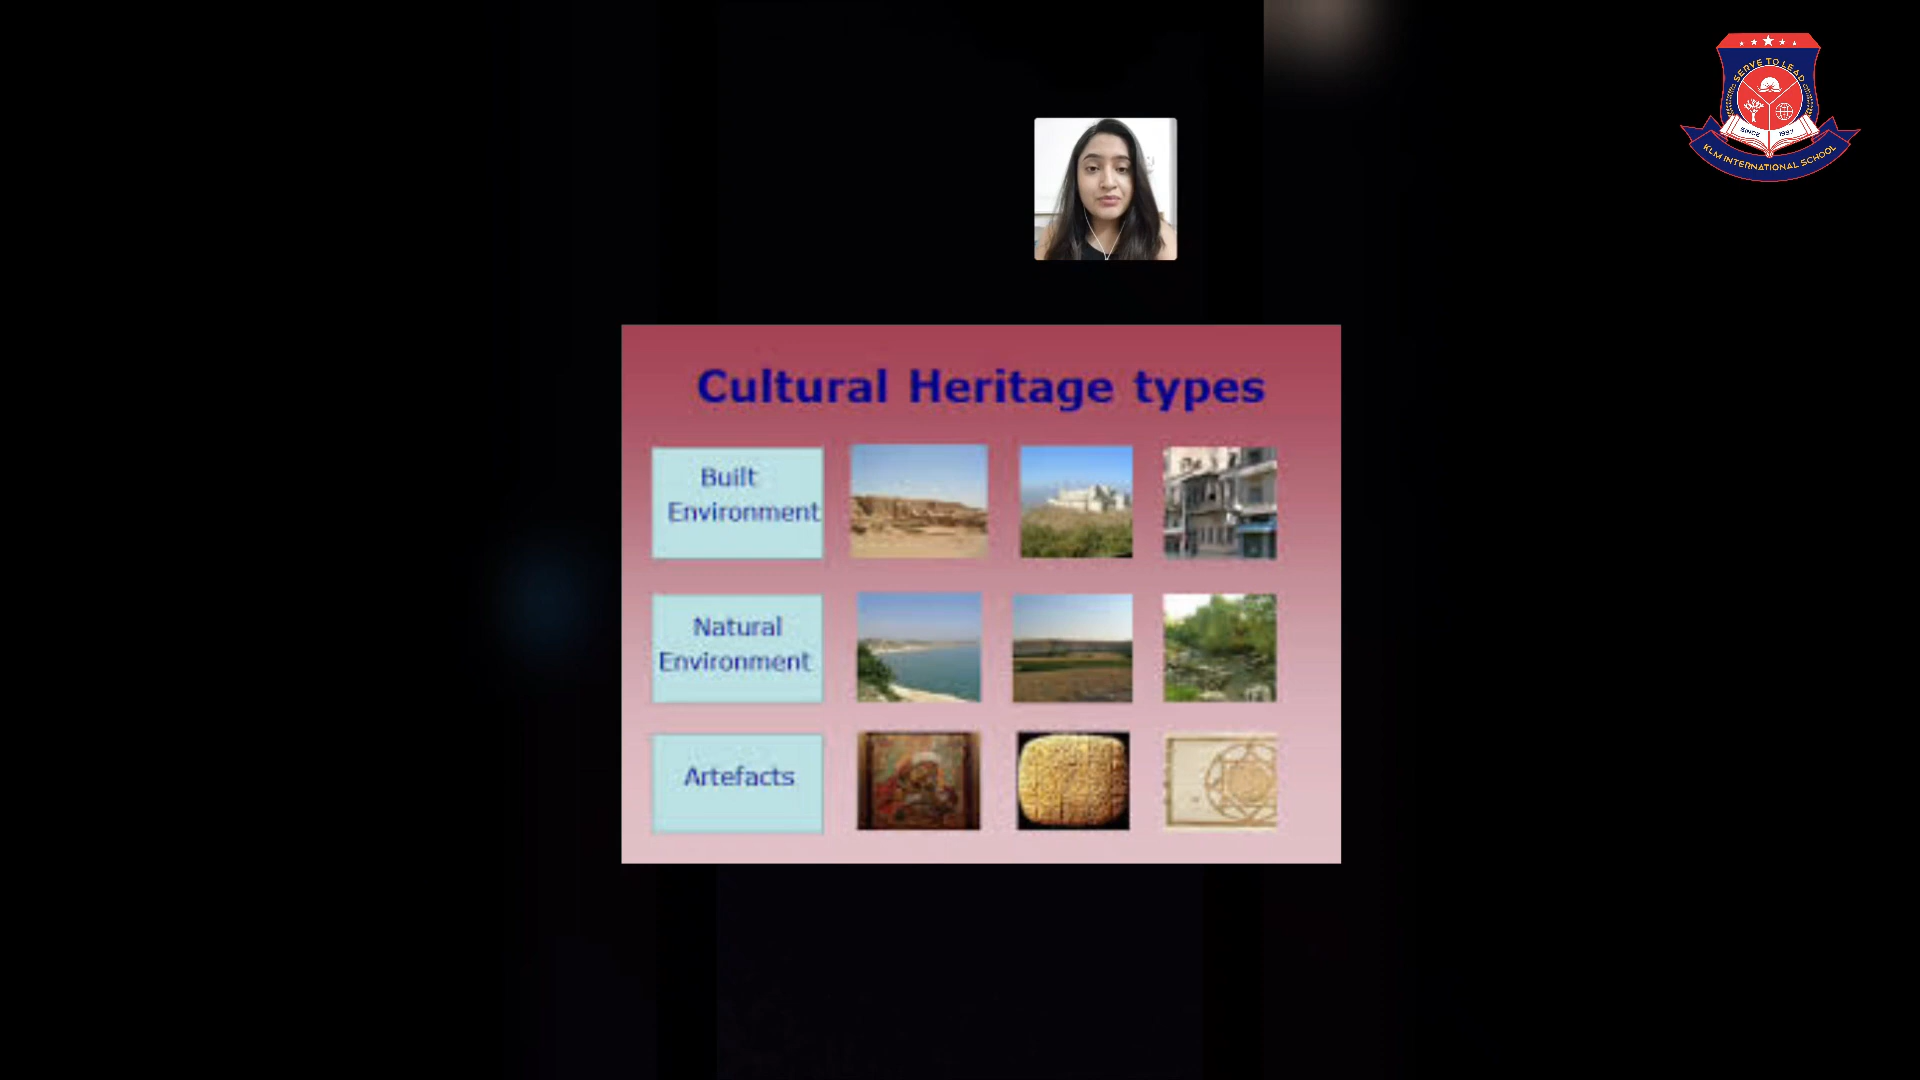 SERVE TO LEAD
SINCE 1997
KLM INTERNATIONAL SCHOOL
Cultural Heritage types
Built
Environment
Natural
Environment
Artefacts